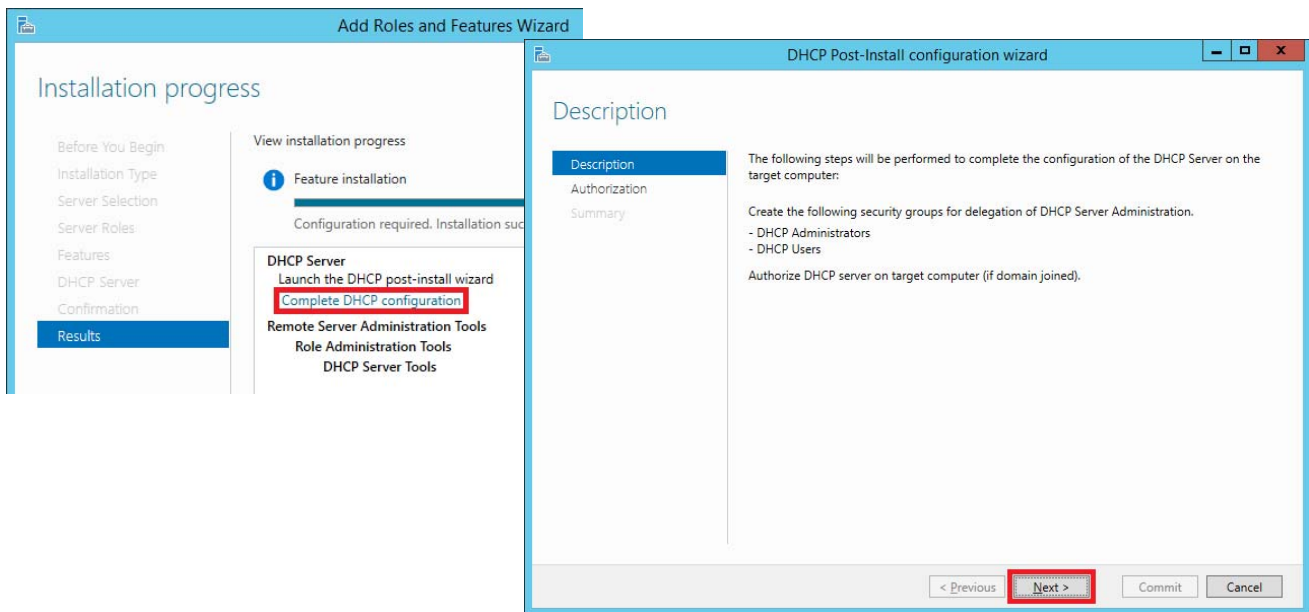 Add Roles and Features Wizard
Installation progress
Before You Begin
Installation Type
Server Selection
Server Roles
Features
DHCP Server
Confirmation
Results
View installation progress
Feature installation
Configuration required. Installation suc
DHCP Server
Launch the DHCP post-install wizard
Complete DHCP configuration
Remote Server Administration Tools
Role Administration Tools
DHCP Server Tools
DHCP Post-Install configuration wizard
Description
Description
Authorization
Summary
The following steps will be performed to complete the configuration of the DHCP Server on the
target computer:
Create the following security groups for delegation of DHCP Server Administration.
- DHCP Administrators
- DHCP Users
Authorize DHCP server on target computer (if domain joined).
< Previous
Next >
Commit
Cancel